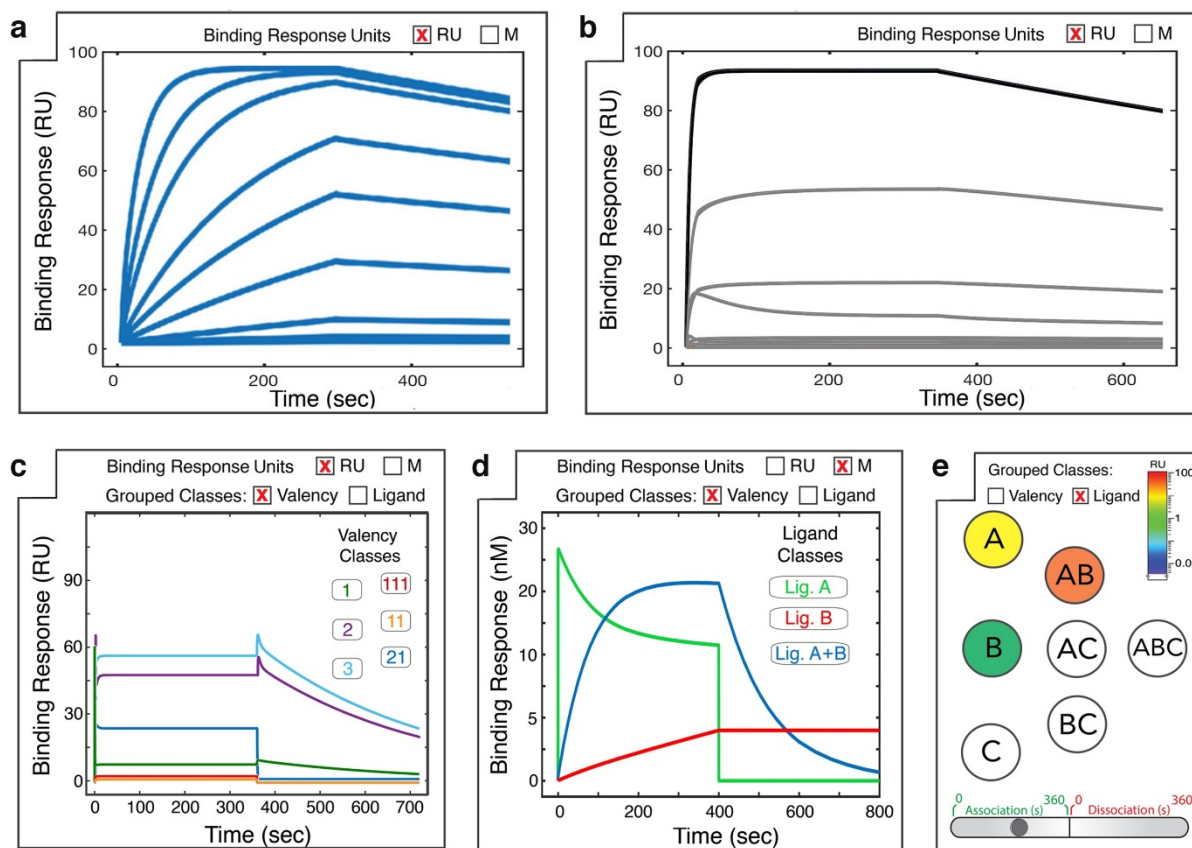 a
Binding Response Units X RU M
Binding Response (RU)
100
80
60
40
20
0
0 200 400
Time (sec)
b
Binding Response Units X RU M
Binding Response (RU)
100
80
60
40
20
0
0 200 400 600
Time (sec)
c
Binding Response Units X RU M
Grouped Classes: X Valency Ligand
Binding Response (RU)
90
60
30
0
Valency
Classes
1 111
2 11
3 21
0 100 200 300 400 500 600 700
Time (sec)
d
Binding Response Units RU X M
Grouped Classes: X Valency Ligand
Binding Response (nM)
30
20
10
10
5
0
Ligand
Classes
Lig. A
Lig. B
Lig. A+B
0 200 400 600 800
Time (sec)
e
Grouped Classes:
Valency X Ligand
RU
100
0.0
A
AB
B
AC
ABC
BC
C
0 360 0 360
Association (s) Dissociation (s)